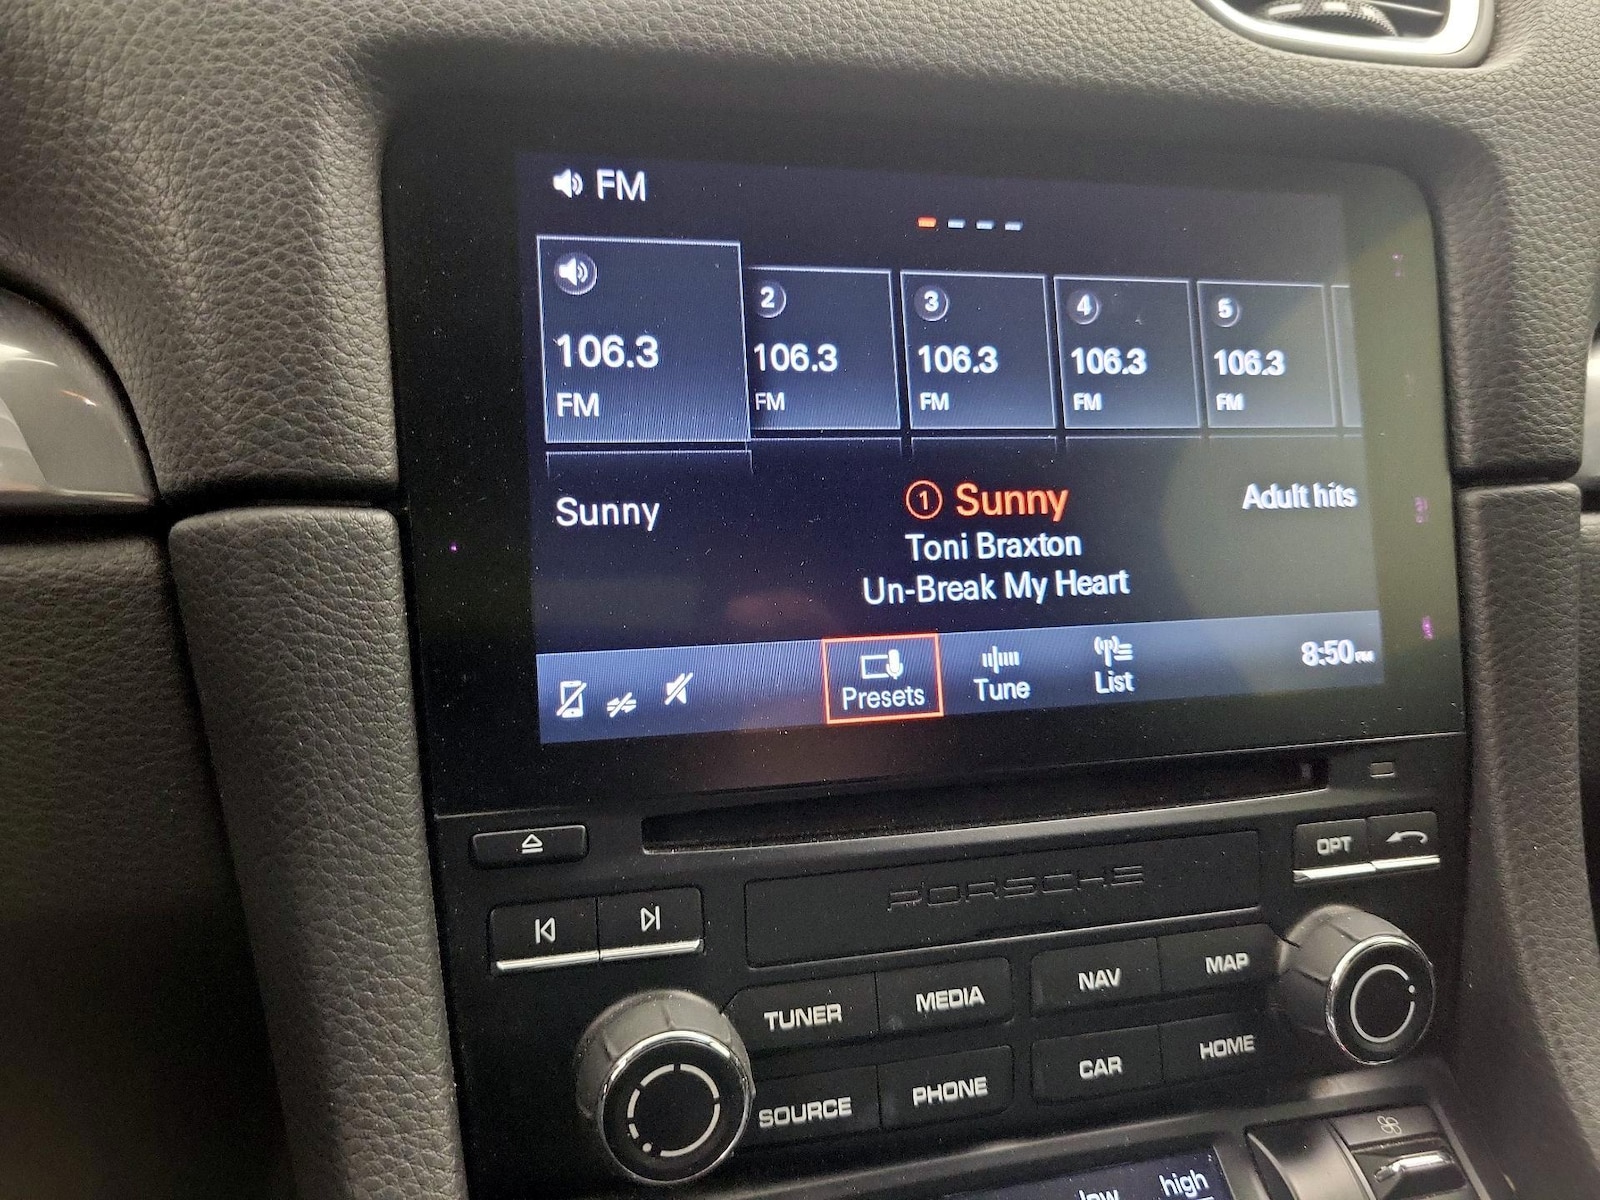 FM
2 3 4 5
106.3 106.3 106.3 106.3 106.3
FM FM FM FM FM
Sunny 1 Sunny Adult hits
Toni Braxton
Un-Break My Heart
Presets Tune List 8:50 PM
OPT
PORSCHE
TUNER MEDIA NAV MAP
SOURCE PHONE CAR HOME
low high